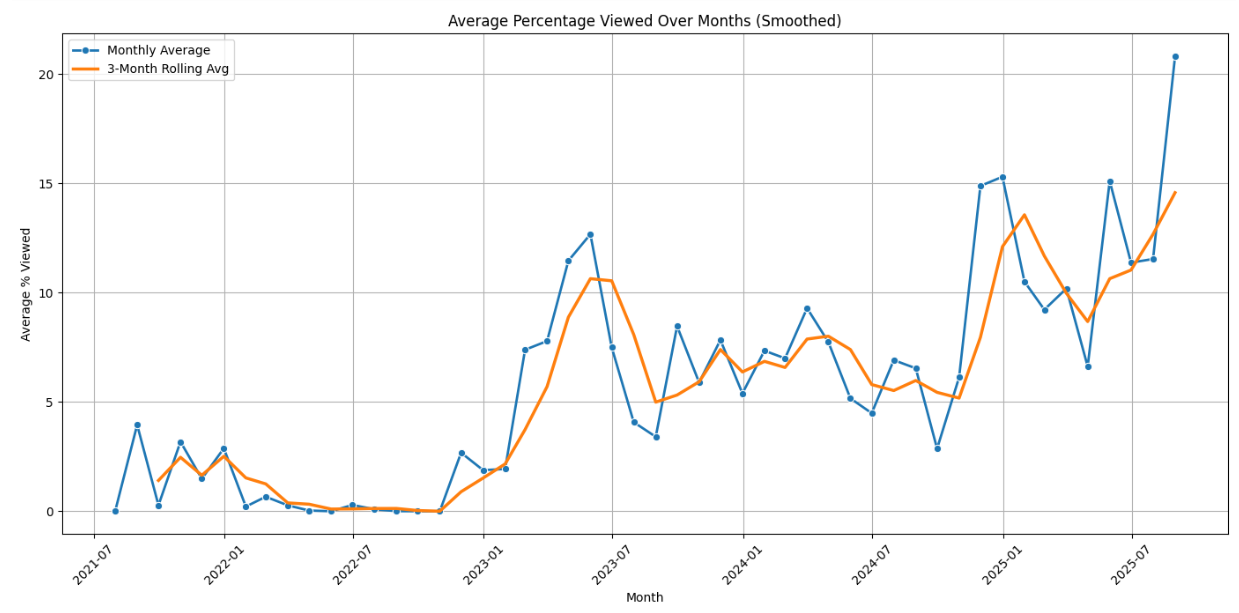 Average Percentage Viewed Over Months (Smoothed)
Monthly Average
3-Month Rolling Avg
20
15
10
5
0
Average % Viewed
2021-07
2022-01
2022-07
2023-01
2023-07
2024-01
2024-07
2025-01
2025-07
Month